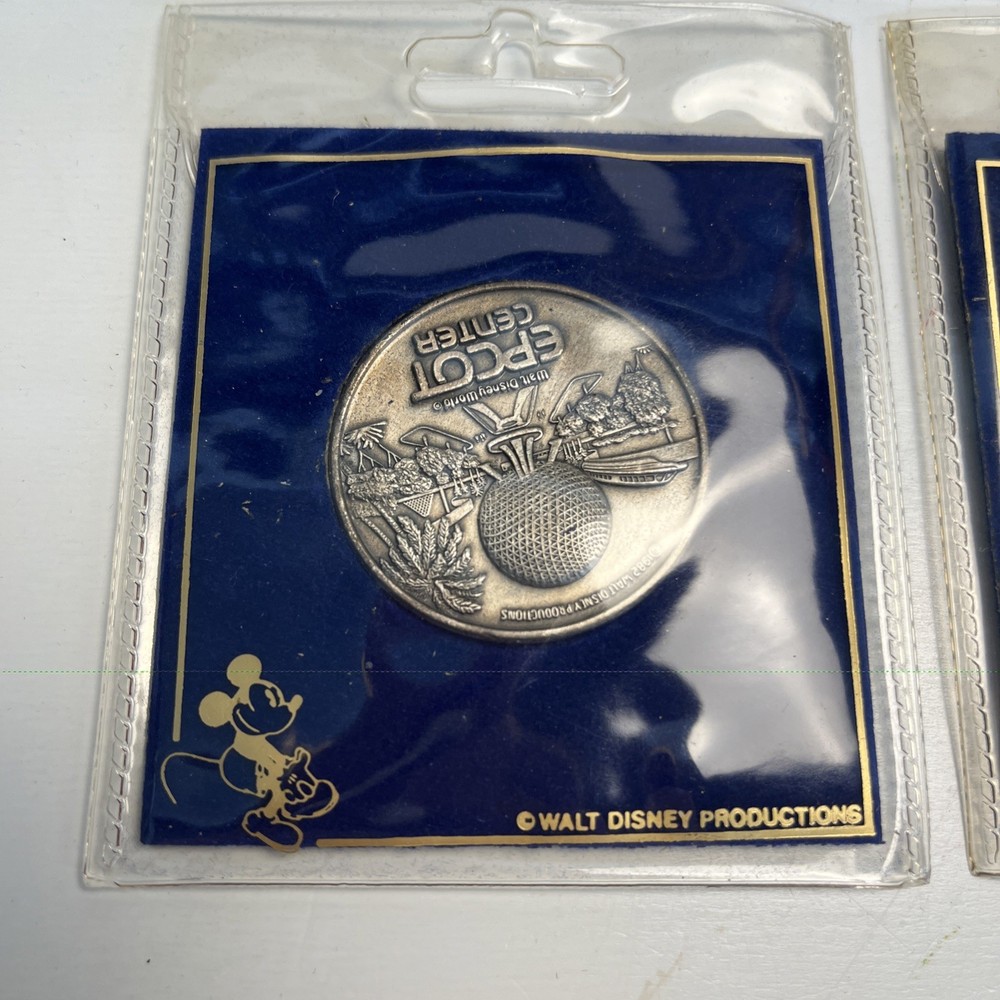 EPCOT
CENTER
Walt Disney World®
WALT DISNEY PRODUCTIONS
© WALT DISNEY PRODUCTIONS